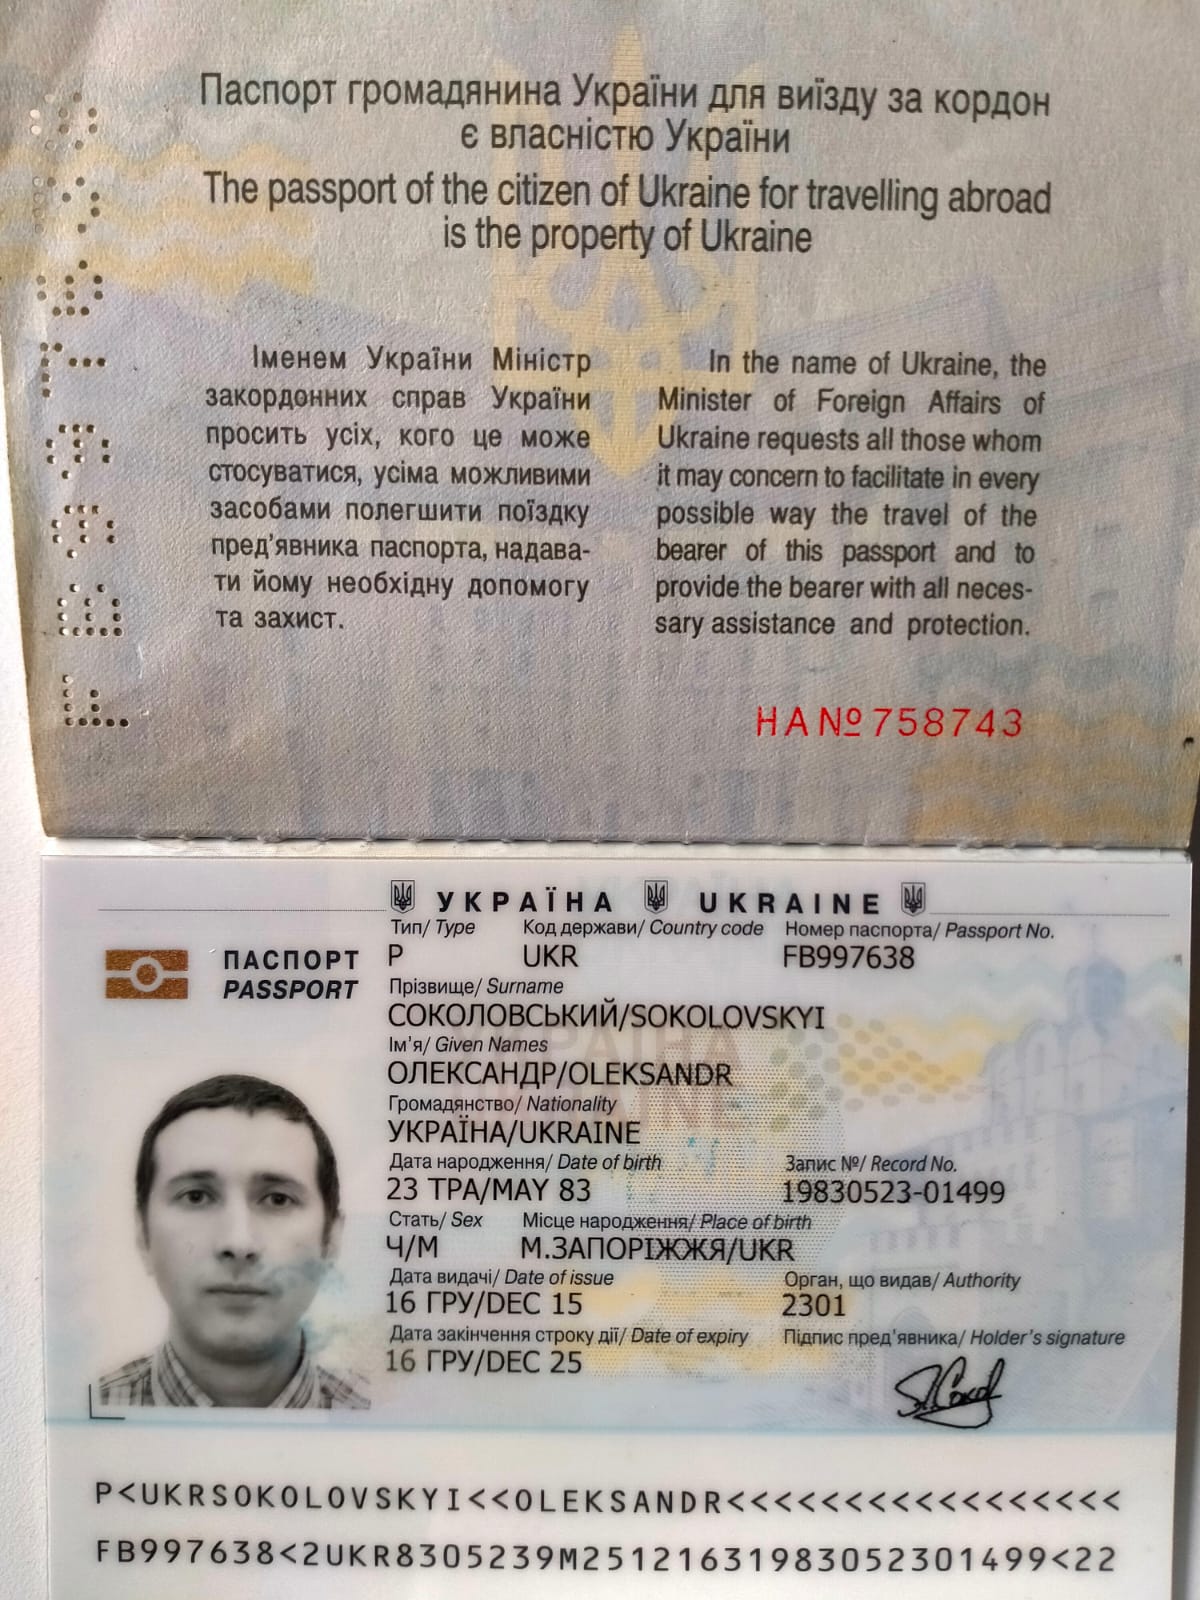 Паспорт громадянина України для виїзду за кордон
є власністю України
The passport of the citizen of Ukraine for travelling abroad
is the property of Ukraine
Іменем України Міністр
закордонних справ України
просить усіх, кого це може
стосуватися, усіма можливими
засобами полегшити поїздку
пред'явника паспорта, надава-
ти йому необхідну допомогу
та захист.
In the name of Ukraine, the
Minister of Foreign Affairs of
Ukraine requests all those whom
it may concern to facilitate in every
possible way the travel of the
bearer of this passport and to
provide the bearer with all neces-
sary assistance and protection.
НА№758743
УКРАЇНА UKRAINE
ПАСПОРТ
PASSPORT
Тип/ Type Код держави/ Country code Номер паспорта/ Passport No.
P UKR FB997638
Прізвище/ Surname
СОКОЛОВСЬКИЙ/SOKOLOVSKYI
Ім'я/ Given Names
ОЛЕКСАНДР/OLEKSANDR
Громадянство/ Nationality
УКРАЇНА/UKRAINE
Дата народження/ Date of birth Запис №/ Record No.
23 ТРА/MAY 83 19830523-01499
Стать/ Sex Місце народження/ Place of birth
Ч/M М.ЗАПОРІЖЖЯ/UKR
Дата видачі/ Date of issue Орган, що видав/ Authority
16 ГРУ/DEC 15 2301
Дата закінчення строку дії/ Date of expiry Підпис пред'явника/ Holder's signature
16 ГРУ/DEC 25
P<UKRSOKOLOVSKYI<<OLEKSANDR<<<<<<<<<<<<<<<<<
FB997638<2UKR8305239M251216319830523​01499<22